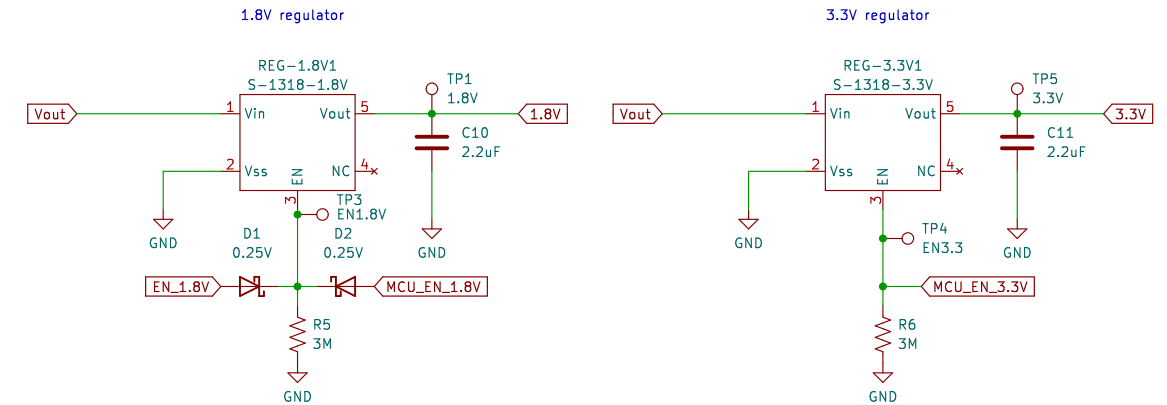 1.8V regulator
REG-1.8V1
S-1318-1.8V
TP1
1.8V
Vout
1
Vin
Vout
5
1.8V
C10
2.2uF
2
Vss
EN
NC
4
3
TP3
EN1.8V
GND
GND
D1
0.25V
D2
0.25V
EN_1.8V
MCU_EN_1.8V
R5
3M
GND
3.3V regulator
REG-3.3V1
S-1318-3.3V
TP5
3.3V
Vout
1
Vin
Vout
5
3.3V
C11
2.2uF
2
Vss
EN
NC
4
3
TP4
EN3.3
GND
GND
MCU_EN_3.3V
R6
3M
GND